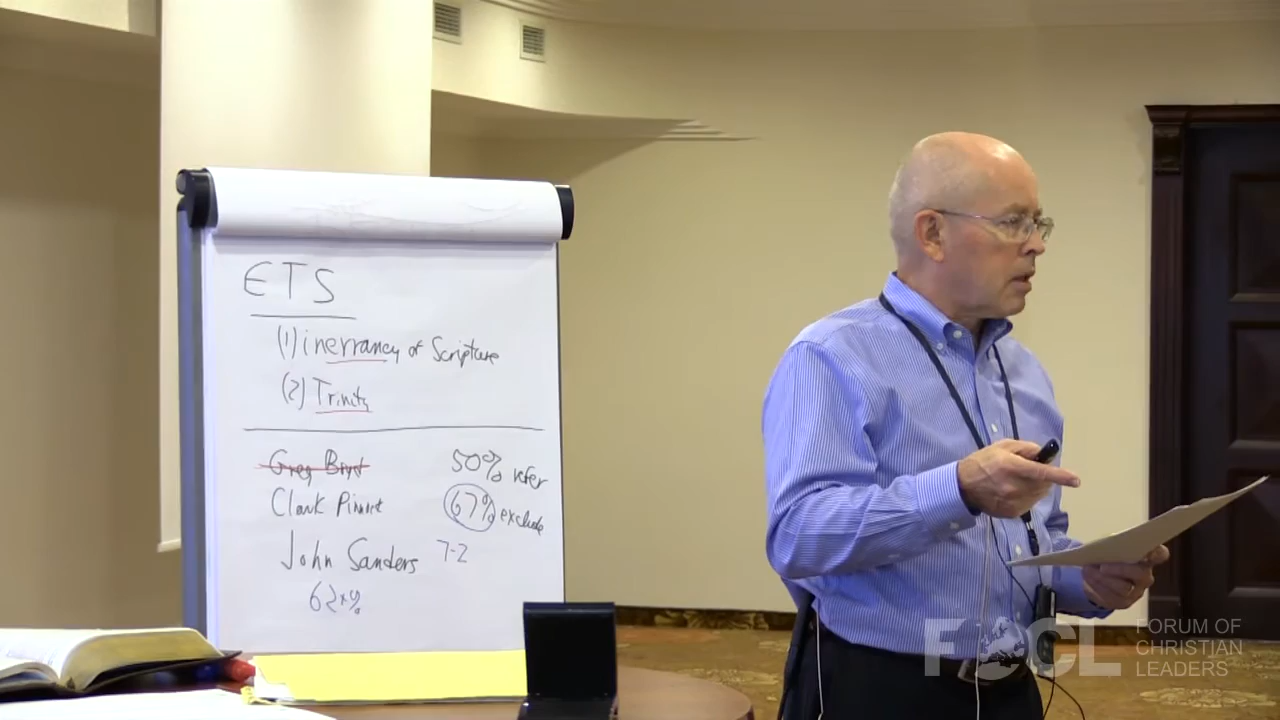 ETS
(1) inerrancy of Scripture
(2) Trinity
Greg Boyd
50% refer
Clark Pinnock
67% exclude
John Sanders 7-2
62+%
FOCL FORUM OF
CHRISTIAN
LEADERS